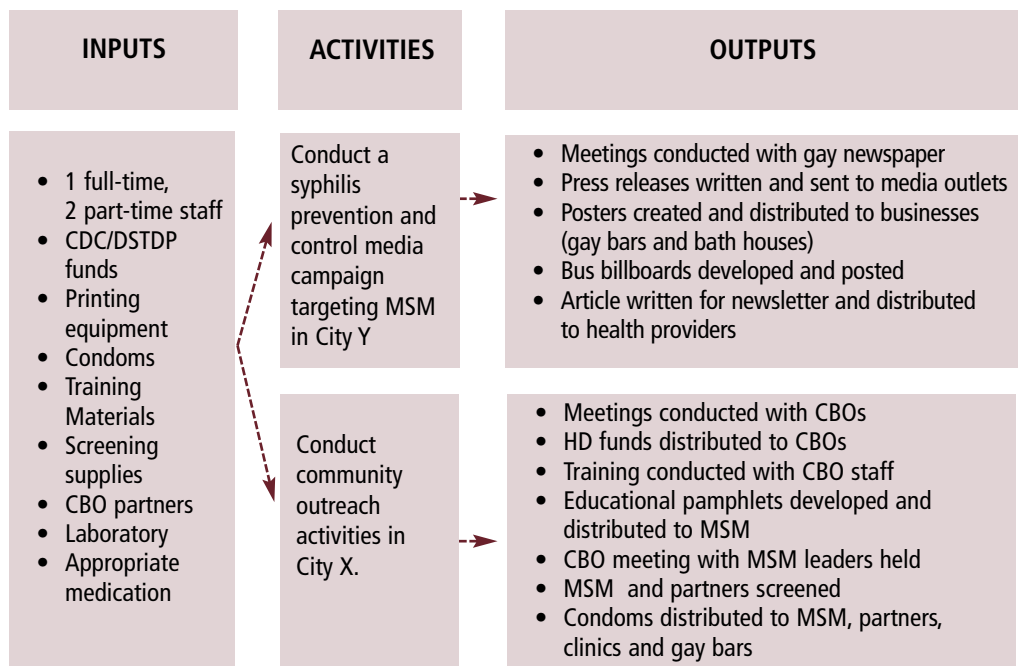 INPUTS
ACTIVITIES
OUTPUTS
• 1 full-time,
2 part-time staff
• CDC/DSTDP
funds
• Printing
equipment
• Condoms
• Training
Materials
• Screening
supplies
• CBO partners
• Laboratory
• Appropriate
medication
Conduct a
syphilis
prevention and
control media
campaign
targeting MSM
in City Y
• Meetings conducted with gay newspaper
• Press releases written and sent to media outlets
• Posters created and distributed to businesses
(gay bars and bath houses)
• Bus billboards developed and posted
• Article written for newsletter and distributed
to health providers
Conduct
community
outreach
activities in
City X.
• Meetings conducted with CBOs
• HD funds distributed to CBOs
• Training conducted with CBO staff
• Educational pamphlets developed and
distributed to MSM
• CBO meeting with MSM leaders held
• MSM and partners screened
• Condoms distributed to MSM, partners,
clinics and gay bars